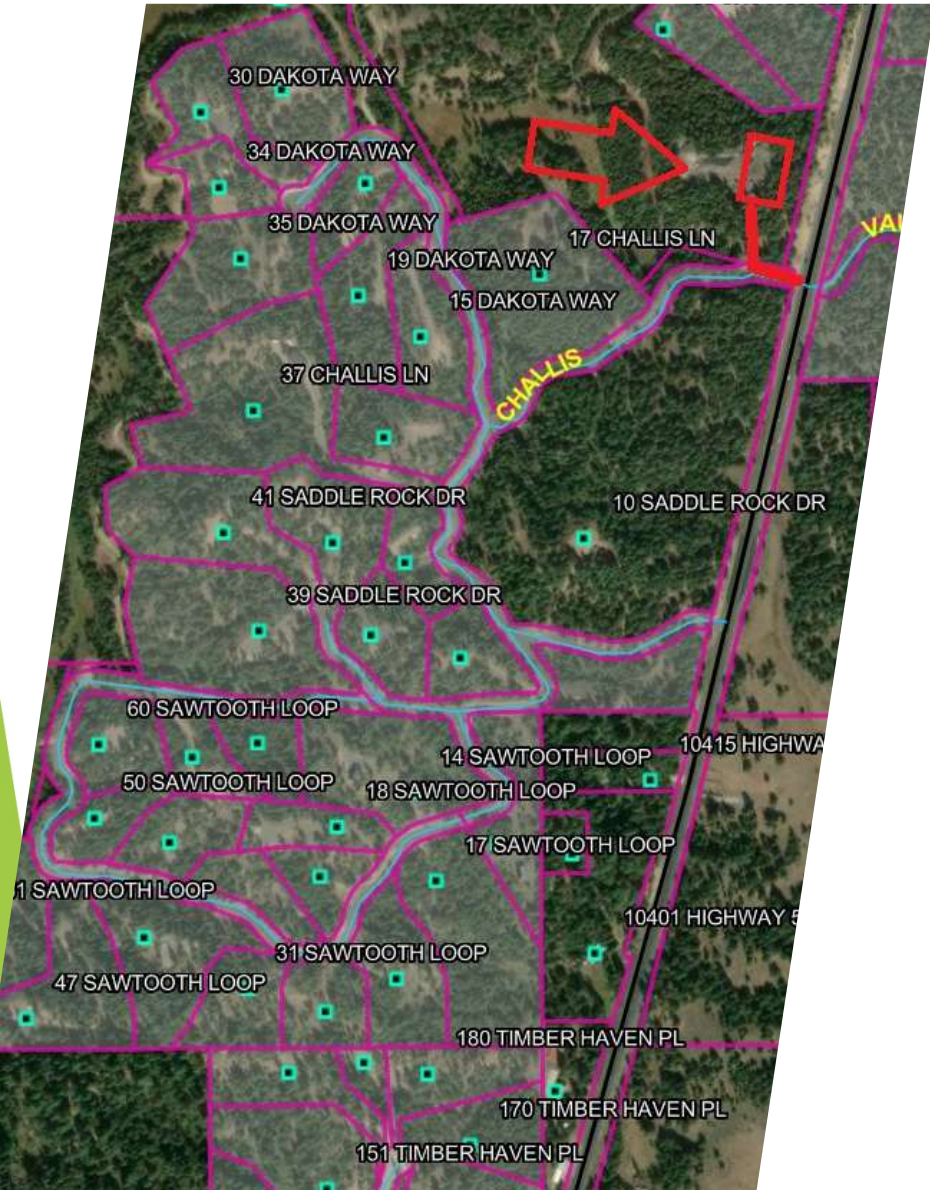 30 DAKOTA WAY
34 DAKOTA WAY
35 DAKOTA WAY
17 CHALLIS LN
VAL
19 DAKOTA WAY
15 DAKOTA WAY
37 CHALLIS LN
CHALLIS
41 SADDLE ROCK DR
10 SADDLE ROCK DR
39 SADDLE ROCK DR
60 SAWTOOTH LOOP
14 SAWTOOTH LOOP
10415 HIGHWA
50 SAWTOOTH LOOP
18 SAWTOOTH LOOP
17 SAWTOOTH LOOP
1 SAWTOOTH LOOP
10401 HIGHWAY 5
31 SAWTOOTH LOOP
47 SAWTOOTH LOOP
180 TIMBER HAVEN PL
170 TIMBER HAVEN PL
151 TIMBER HAVEN PL